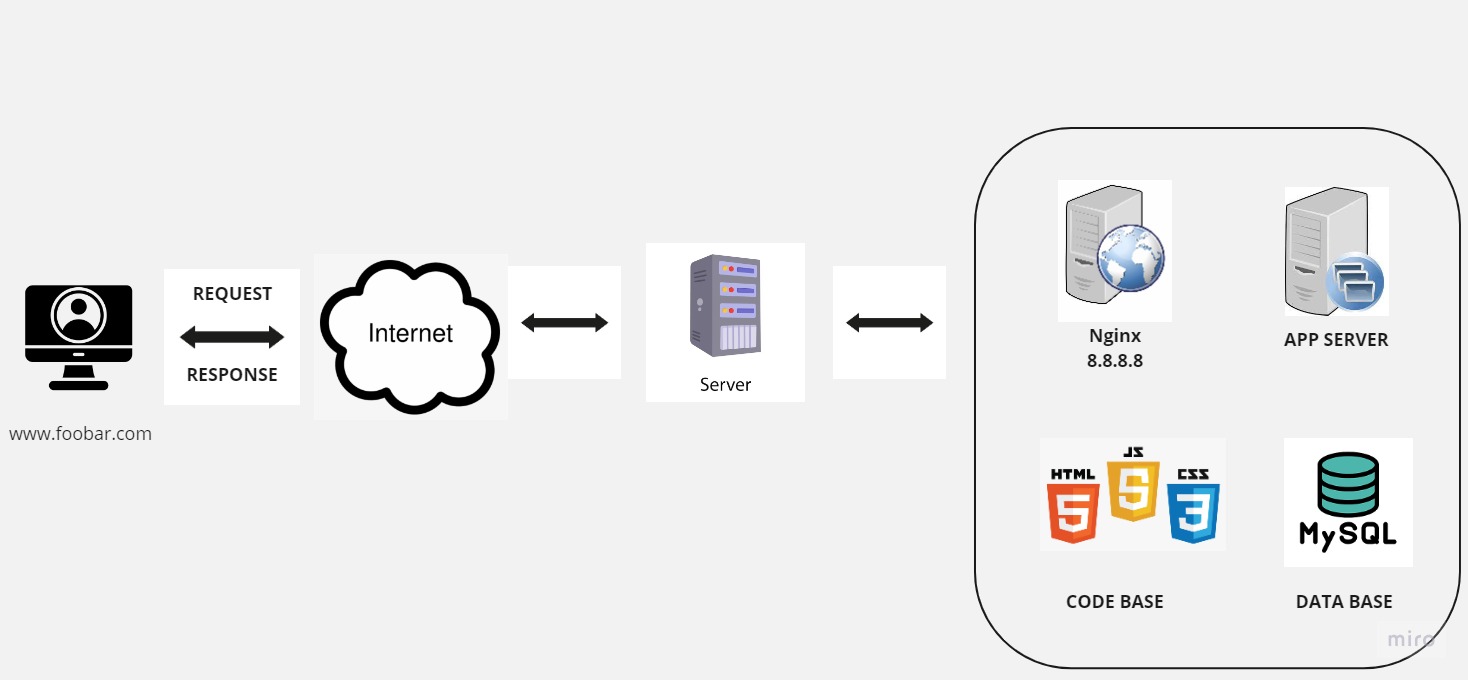 www.foobar.com
REQUEST
RESPONSE
Internet
Server
Nginx
8.8.8.8
APP SERVER
HTML
JS
CSS
5
5
3
CODE BASE
MySQL
DATA BASE
miro